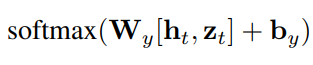 softmax(W_y[h_t, z_t] + b_y)